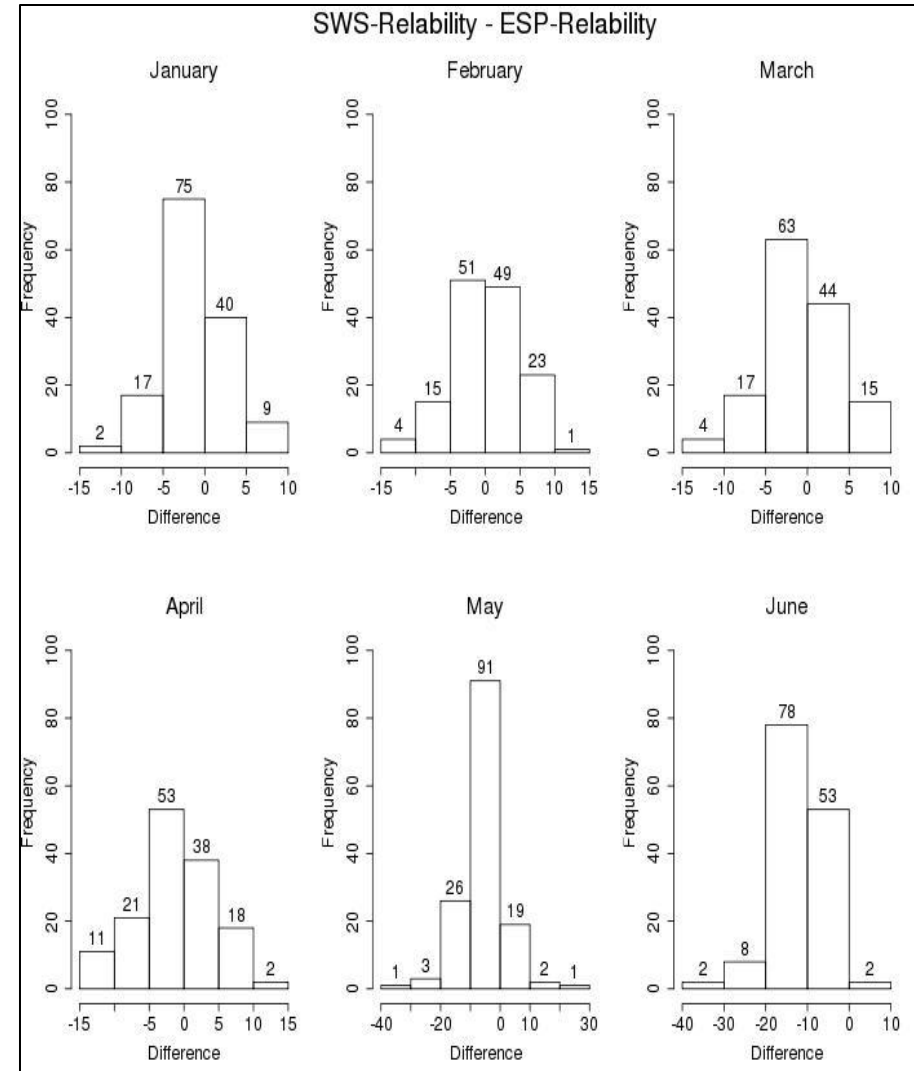 SWS-Relability - ESP-Relability
January
100
80
60
40
20
0
Frequency
2
17
75
40
9
-15 -10 -5 0 5 10
Difference
February
100
80
60
40
20
0
Frequency
4
15
51
49
23
1
-15 -5 0 5 15
Difference
March
100
80
60
40
20
0
Frequency
4
17
63
44
15
-15 -10 -5 0 5 10
Difference
April
100
80
60
40
20
0
Frequency
11
21
53
38
18
2
-15 -5 0 5 15
Difference
May
100
80
60
40
20
0
Frequency
1
3
26
91
19
2
1
-40 -20 0 10 30
Difference
June
100
80
60
40
20
0
Frequency
2
8
78
53
2
-40 -30 -20 -10 0 10
Difference